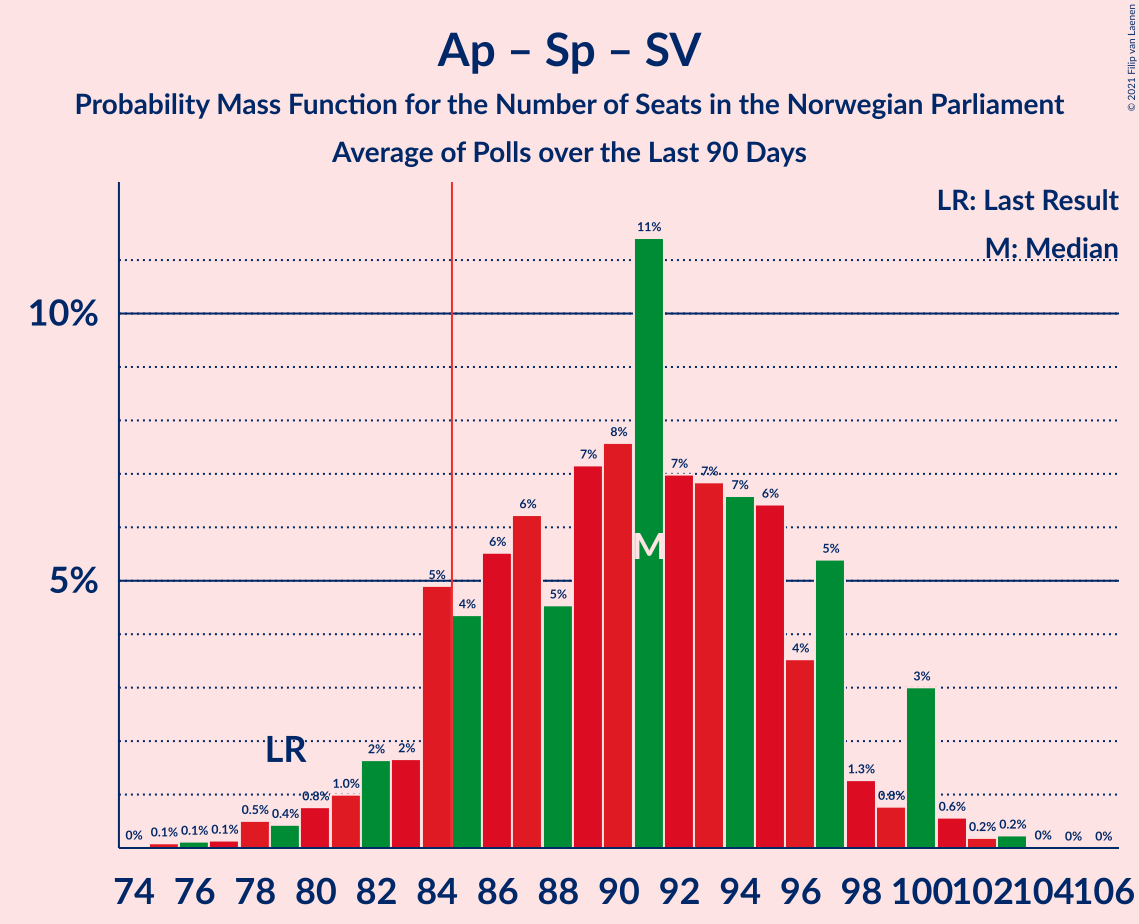 Ap – Sp – SV
Probability Mass Function for the Number of Seats in the Norwegian Parliament
Average of Polls over the Last 90 Days
© 2021 Filip van Laenen
LR: Last Result
M: Median
10%
5%
0% 0.1% 0.1% 0.1% 0.5% 0.4% 0.8% 1.0% 2% 2% 5% 4% 6% 6% 5% 7% 8% 11% 7% 7% 7% 6% 4% 5% 1.3% 0.8% 3% 0.6% 0.2% 0.2% 0% 0% 0%
LR
M
74 76 78 80 82 84 86 88 90 92 94 96 98 100 102 104 106